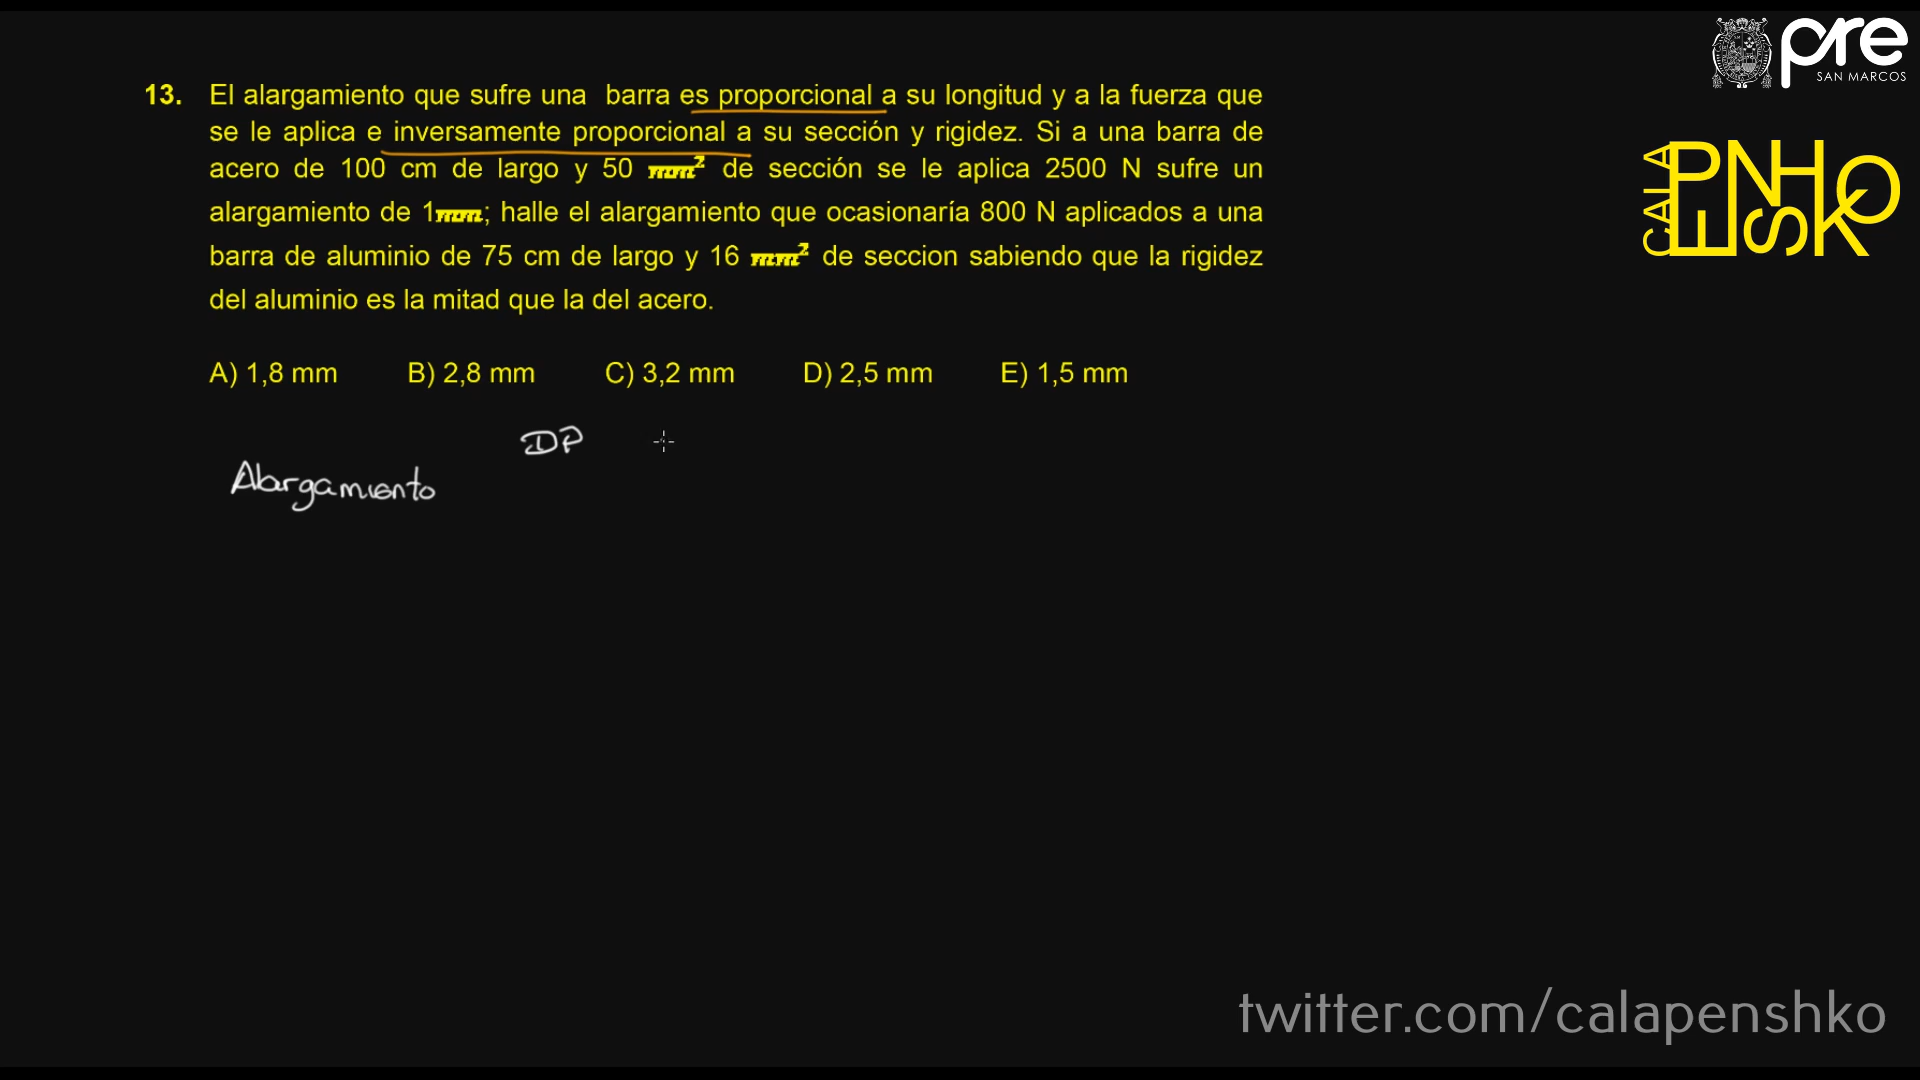 pre
SAN MARCOS
13. El alargamiento que sufre una barra es proporcional a su longitud y a la fuerza que
se le aplica e inversamente proporcional a su sección y rigidez. Si a una barra de
acero de 100 cm de largo y 50 mm² de sección se le aplica 2500 N sufre un
alargamiento de 1mm; halle el alargamiento que ocasionaría 800 N aplicados a una
barra de aluminio de 75 cm de largo y 16 mm² de seccion sabiendo que la rigidez
del aluminio es la mitad que la del acero.
A) 1,8 mm B) 2,8 mm C) 3,2 mm D) 2,5 mm E) 1,5 mm
CALA
PENSHKO
DP
Alargamiento
twitter.com/calapenshko